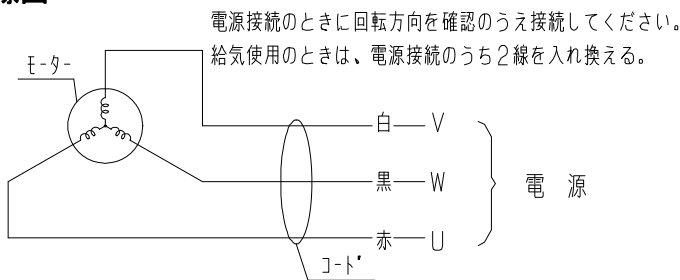 電源接続のときに回転方向を確認のうえ接続してください。
給気使用のときは、電源接続のうち2線を入れ換える。
モーター
白 V
黒 W
電 源
赤 U
コード